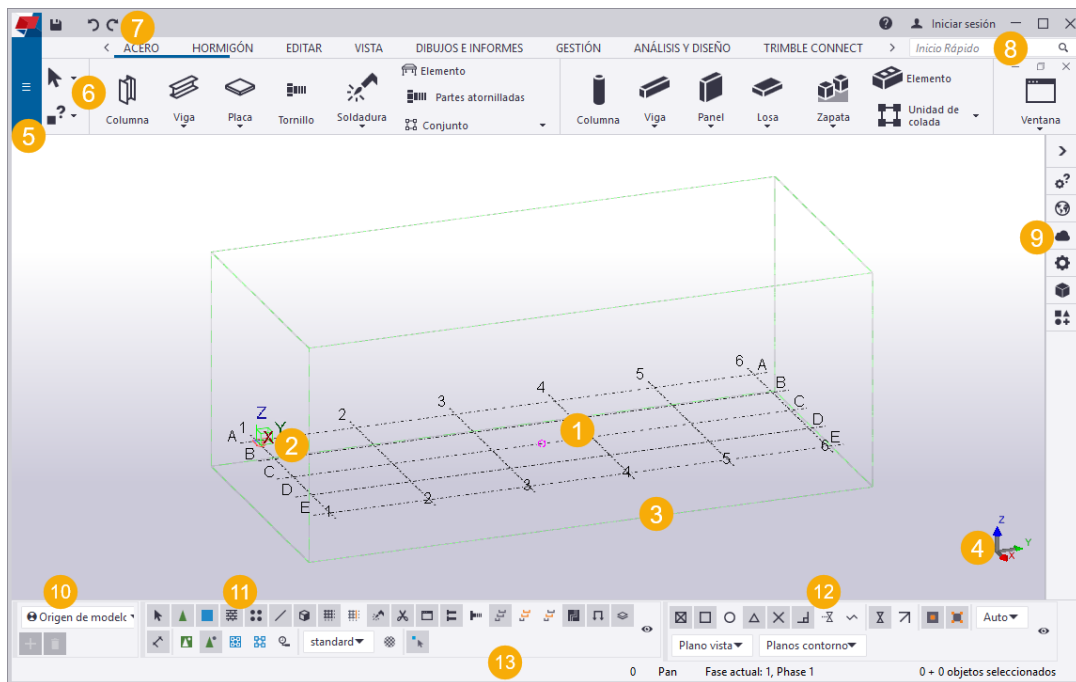 7
Iniciar sesión
ACERO HORMIGÓN EDITAR VISTA DIBUJOS E INFORMES GESTIÓN ANÁLISIS Y DISEÑO TRIMBLE CONNECT
Inicio Rápido
8
6
5
Columna
Viga
Placa
Tornillo
Soldadura
Elemento
Partes atornilladas
Conjunto
Columna
Viga
Panel
Losa
Zapata
Elemento
Unidad de
colada
Ventana
9
6 A
5 B
4 C
3 D
2 E
Z
1 Y
A X 2
B
C
D
E 1
2
3
4
5
6
1
3
4
Z
Y
X
10
11
12
Origen de modelo
standard
Auto
Plano vista
Planos contorno
13
0 Pan Fase actual: 1, Phase 1 0 + 0 objetos seleccionados